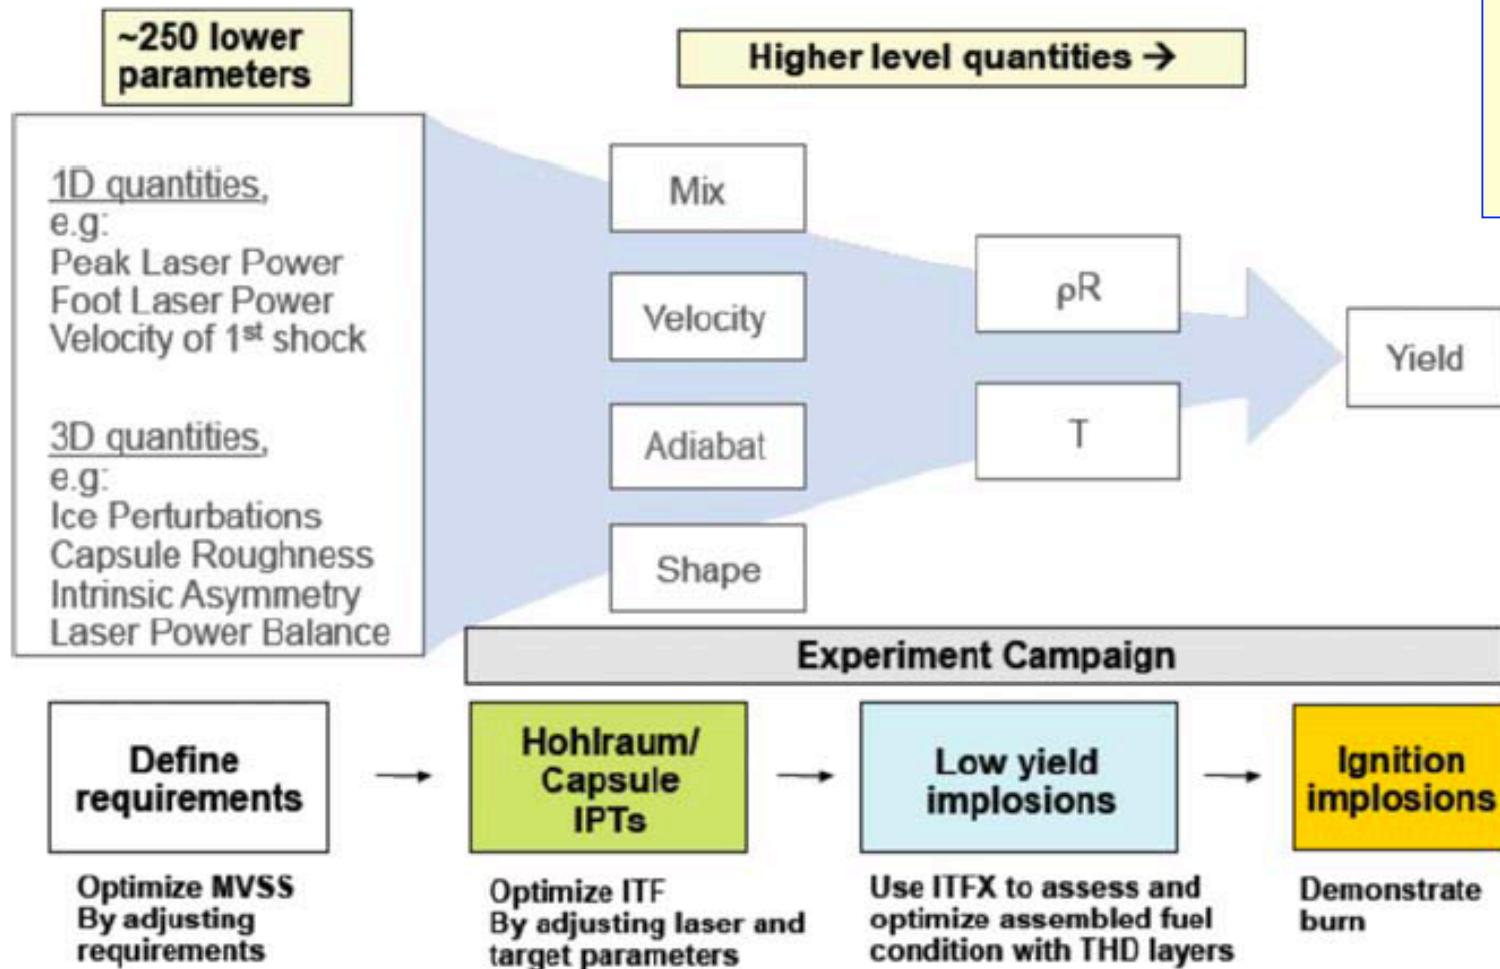 ~250 lower
parameters
Higher level quantities →
1D quantities,
e.g:
Peak Laser Power
Foot Laser Power
Velocity of 1st shock
3D quantities,
e.g:
Ice Perturbations
Capsule Roughness
Intrinsic Asymmetry
Laser Power Balance
Mix
Velocity
Adiabat
Shape
ρR
T
Yield
Experiment Campaign
Define
requirements
Hohlraum/
Capsule
IPTs
Low yield
implosions
Ignition
implosions
Optimize MVSS
By adjusting
requirements
Optimize ITF
By adjusting laser and
target parameters
Use ITFX to assess and
optimize assembled fuel
condition with THD layers
Demonstrate
burn